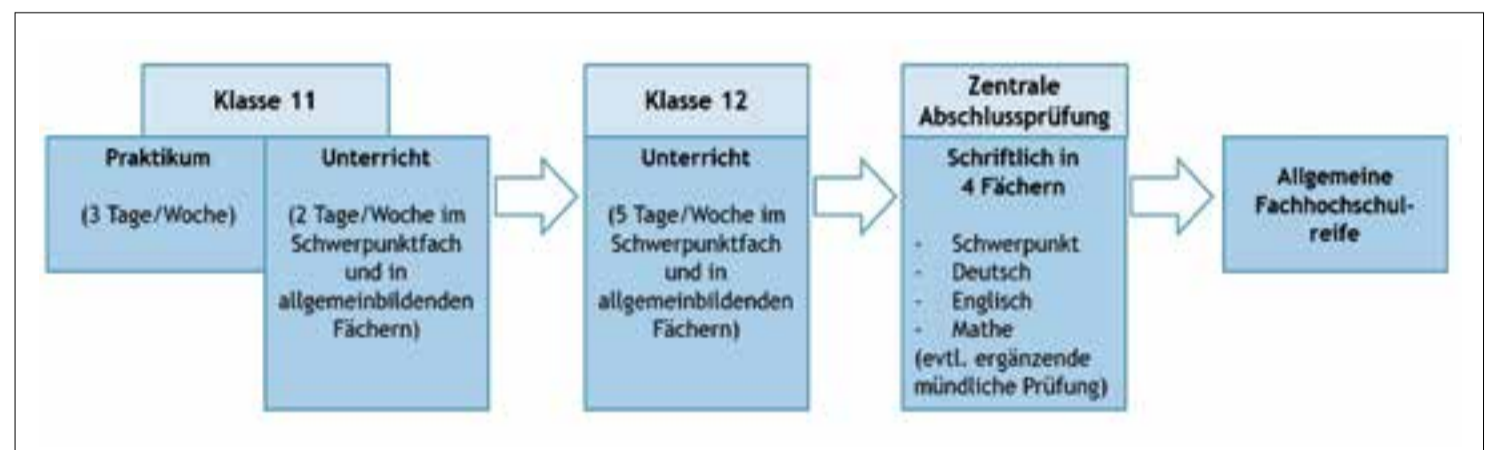 Klasse 11
Praktikum
(3 Tage/Woche)
Unterricht
(2 Tage/Woche im
Schwerpunktfach
und in
allgemeinbildenden
Fächern)
Klasse 12
Unterricht
(5 Tage/Woche im
Schwerpunktfach
und in
allgemeinbildenden
Fächern)
Zentrale
Abschlussprüfung
Schriftlich in
4 Fächern
- Schwerpunkt
- Deutsch
- Englisch
- Mathe
(evtl. ergänzende
mündliche Prüfung)
Allgemeine
Fachhochschul-
reife